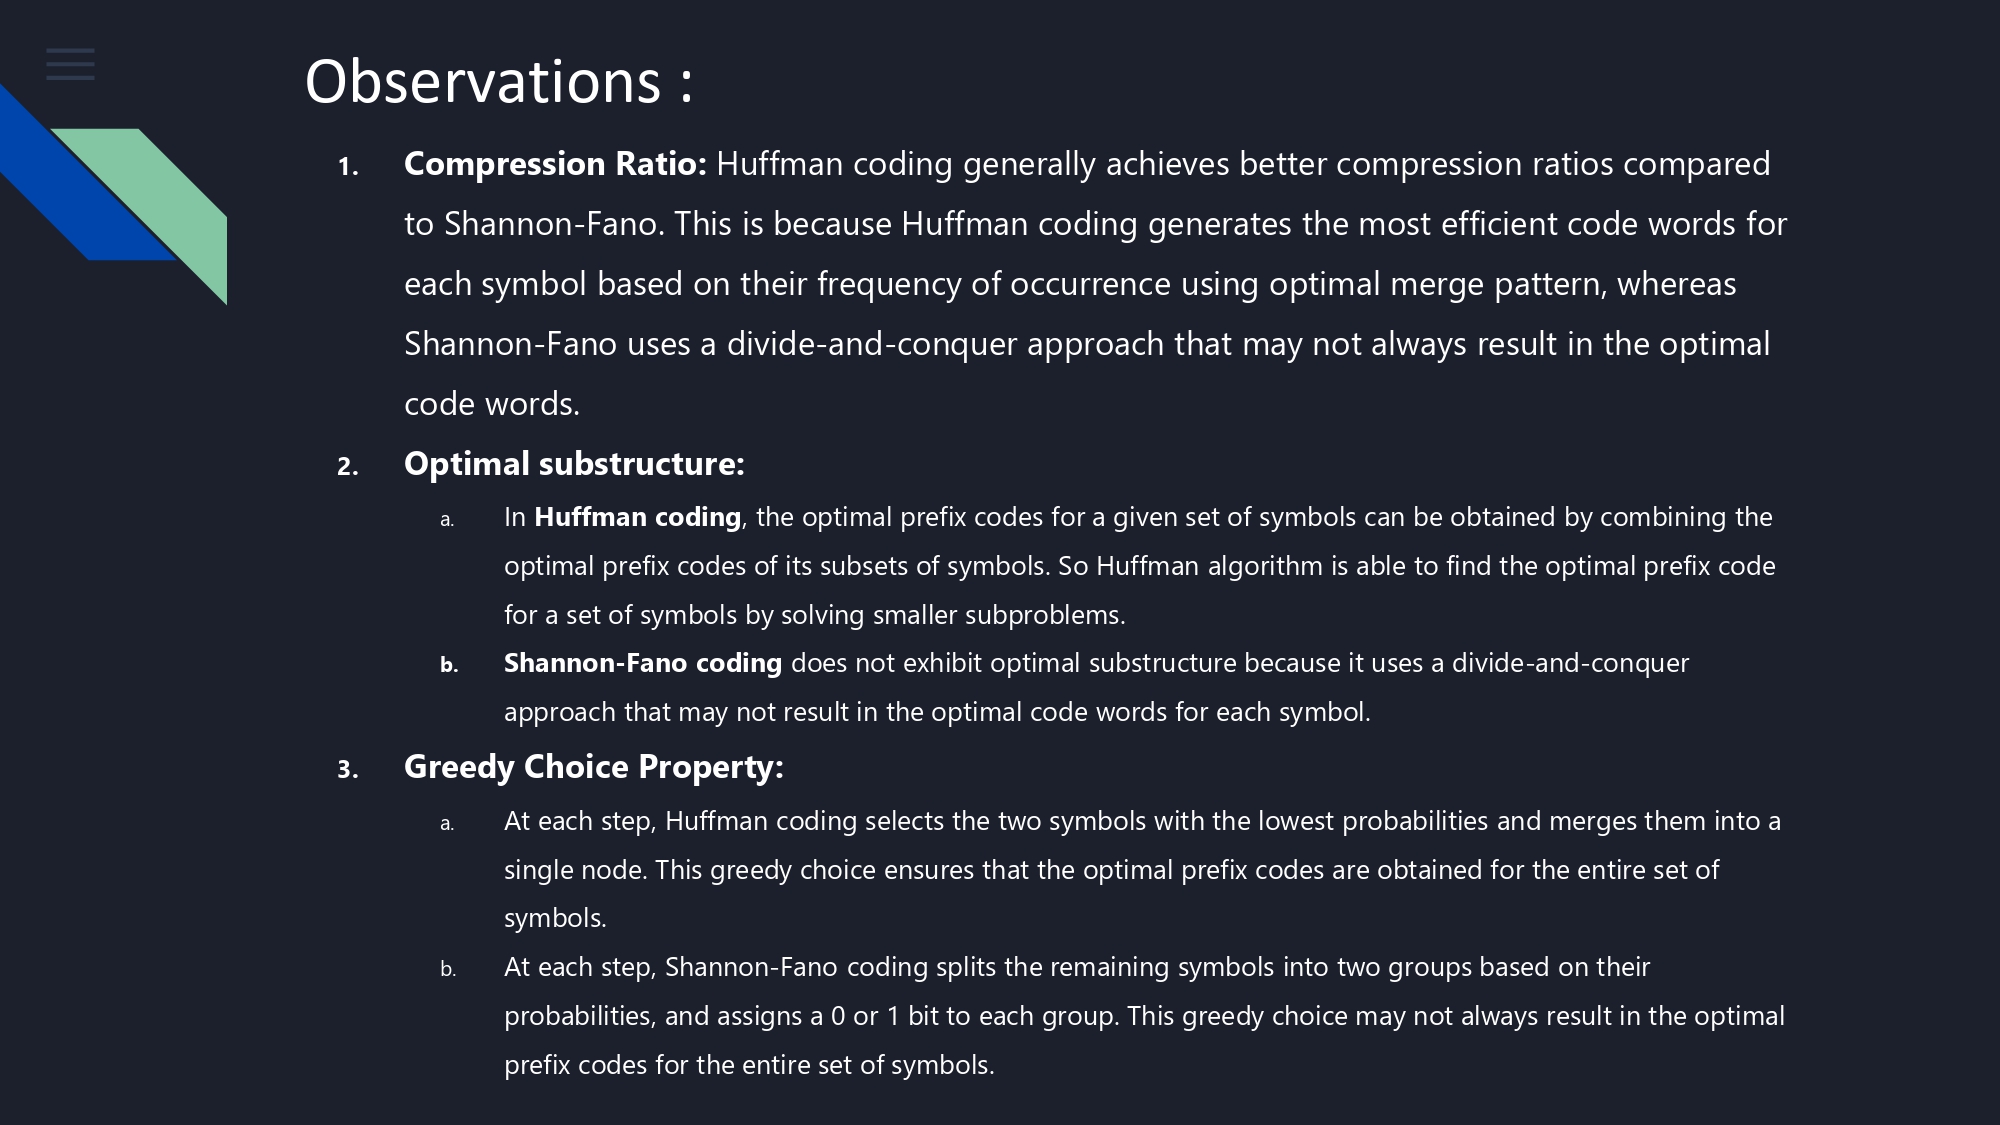 Observations :
1. Compression Ratio: Huffman coding generally achieves better compression ratios compared
to Shannon-Fano. This is because Huffman coding generates the most efficient code words for
each symbol based on their frequency of occurrence using optimal merge pattern, whereas
Shannon-Fano uses a divide-and-conquer approach that may not always result in the optimal
code words.
2. Optimal substructure:
a. In Huffman coding, the optimal prefix codes for a given set of symbols can be obtained by combining the
optimal prefix codes of its subsets of symbols. So Huffman algorithm is able to find the optimal prefix code
for a set of symbols by solving smaller subproblems.
b. Shannon-Fano coding does not exhibit optimal substructure because it uses a divide-and-conquer
approach that may not result in the optimal code words for each symbol.
3. Greedy Choice Property:
a. At each step, Huffman coding selects the two symbols with the lowest probabilities and merges them into a
single node. This greedy choice ensures that the optimal prefix codes are obtained for the entire set of
symbols.
b. At each step, Shannon-Fano coding splits the remaining symbols into two groups based on their
probabilities, and assigns a 0 or 1 bit to each group. This greedy choice may not always result in the optimal
prefix codes for the entire set of symbols.